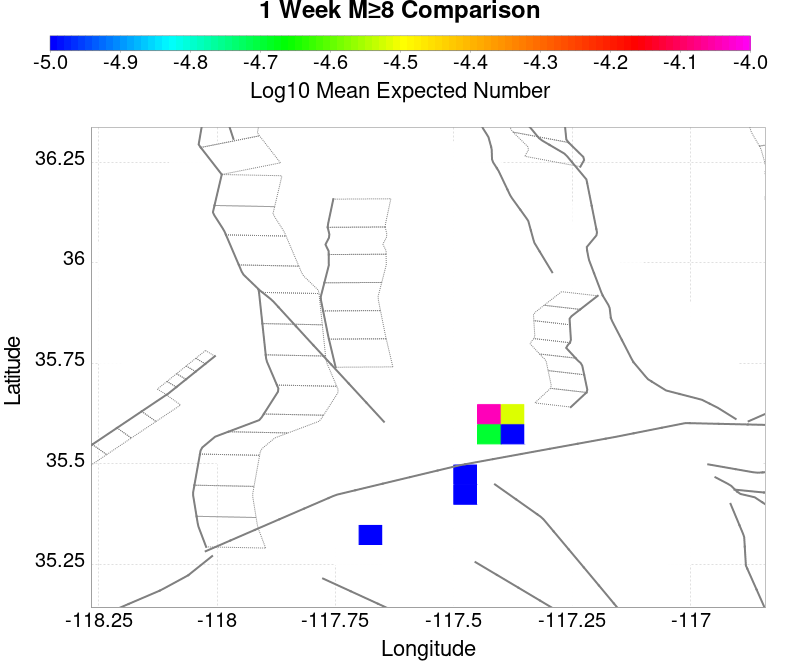 1 Week M≥8 Comparison
-5.0 -4.9 -4.8 -4.7 -4.6 -4.5 -4.4 -4.3 -4.2 -4.1 -4.0
Log10 Mean Expected Number
Latitude
36.25
36
35.75
35.5
35.25
-118.25 -118 -117.75 -117.5 -117.25 -117
Longitude